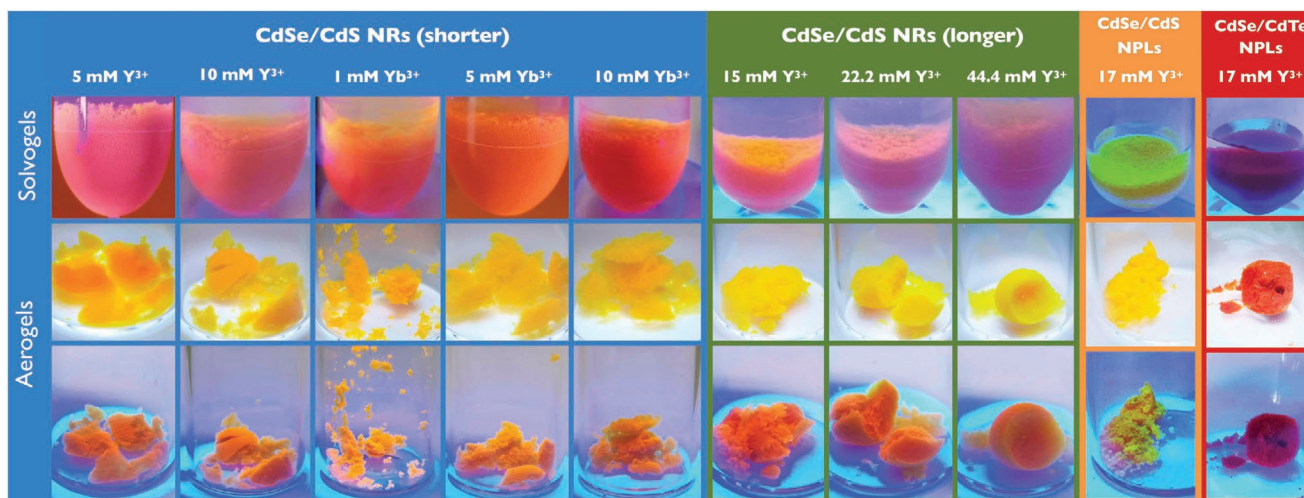 CdSe/CdS NRs (shorter)
CdSe/CdS NRs (longer)
CdSe/CdS
NPLs
CdSe/CdTe
NPLs
5 mM Y³⁺
10 mM Y³⁺
1 mM Yb³⁺
5 mM Yb³⁺
10 mM Yb³⁺
15 mM Y³⁺
22.2 mM Y³⁺
44.4 mM Y³⁺
17 mM Y³⁺
17 mM Y³⁺
Solvogels
Aerogels